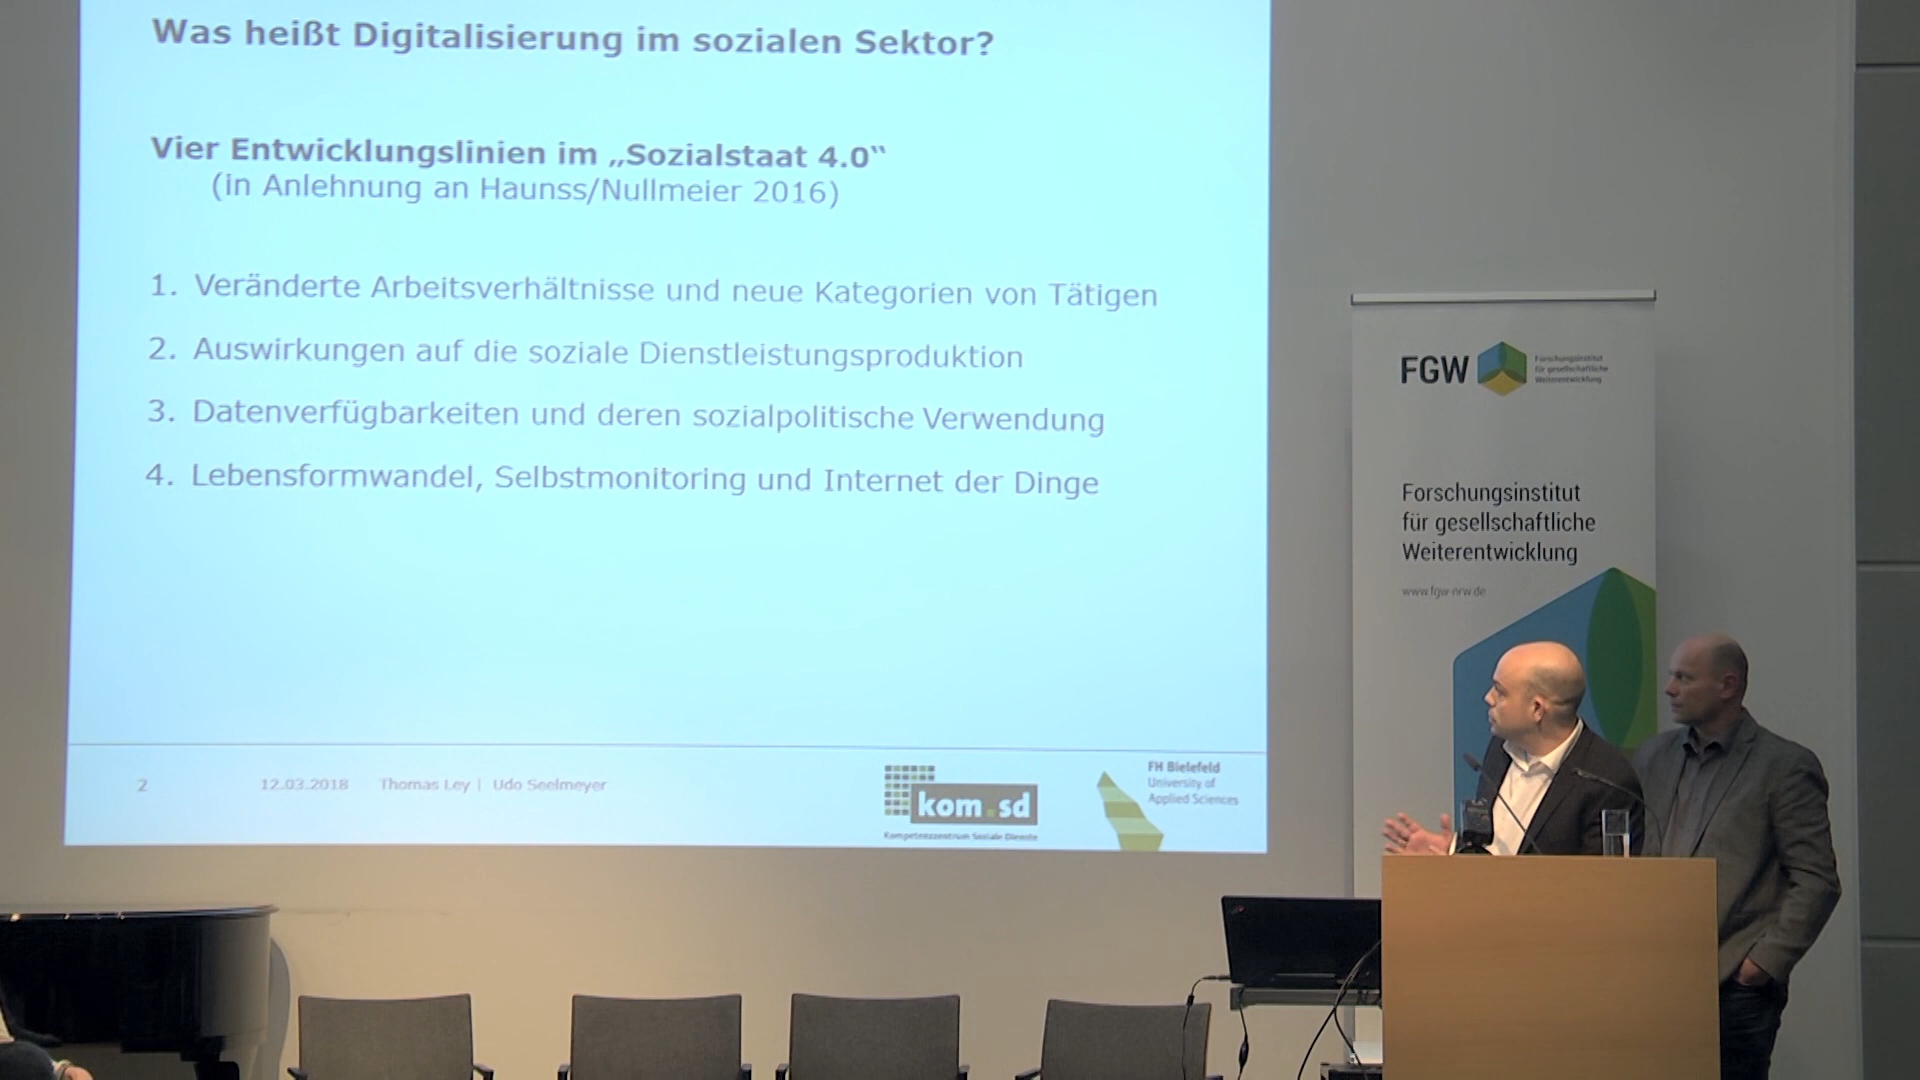 Was heißt Digitalisierung im sozialen Sektor?
Vier Entwicklungslinien im „Sozialstaat 4.0“
(in Anlehnung an Haunss/Nullmeier 2016)
1. Veränderte Arbeitsverhältnisse und neue Kategorien von Tätigen
2. Auswirkungen auf die soziale Dienstleistungsproduktion
3. Datenverfügbarkeiten und deren sozialpolitische Verwendung
4. Lebensformwandel, Selbstmonitoring und Internet der Dinge
2 12.03.2018 Thomas Ley | Udo Seelmeyer
kom.sd
Kompetenzzentrum Soziale Dienste
FH Bielefeld
University of
Applied Sciences
FGW
Forschungsinstitut
für gesellschaftliche
Weiterentwicklung
Forschungsinstitut
für gesellschaftliche
Weiterentwicklung
www.fgw-nrw.de